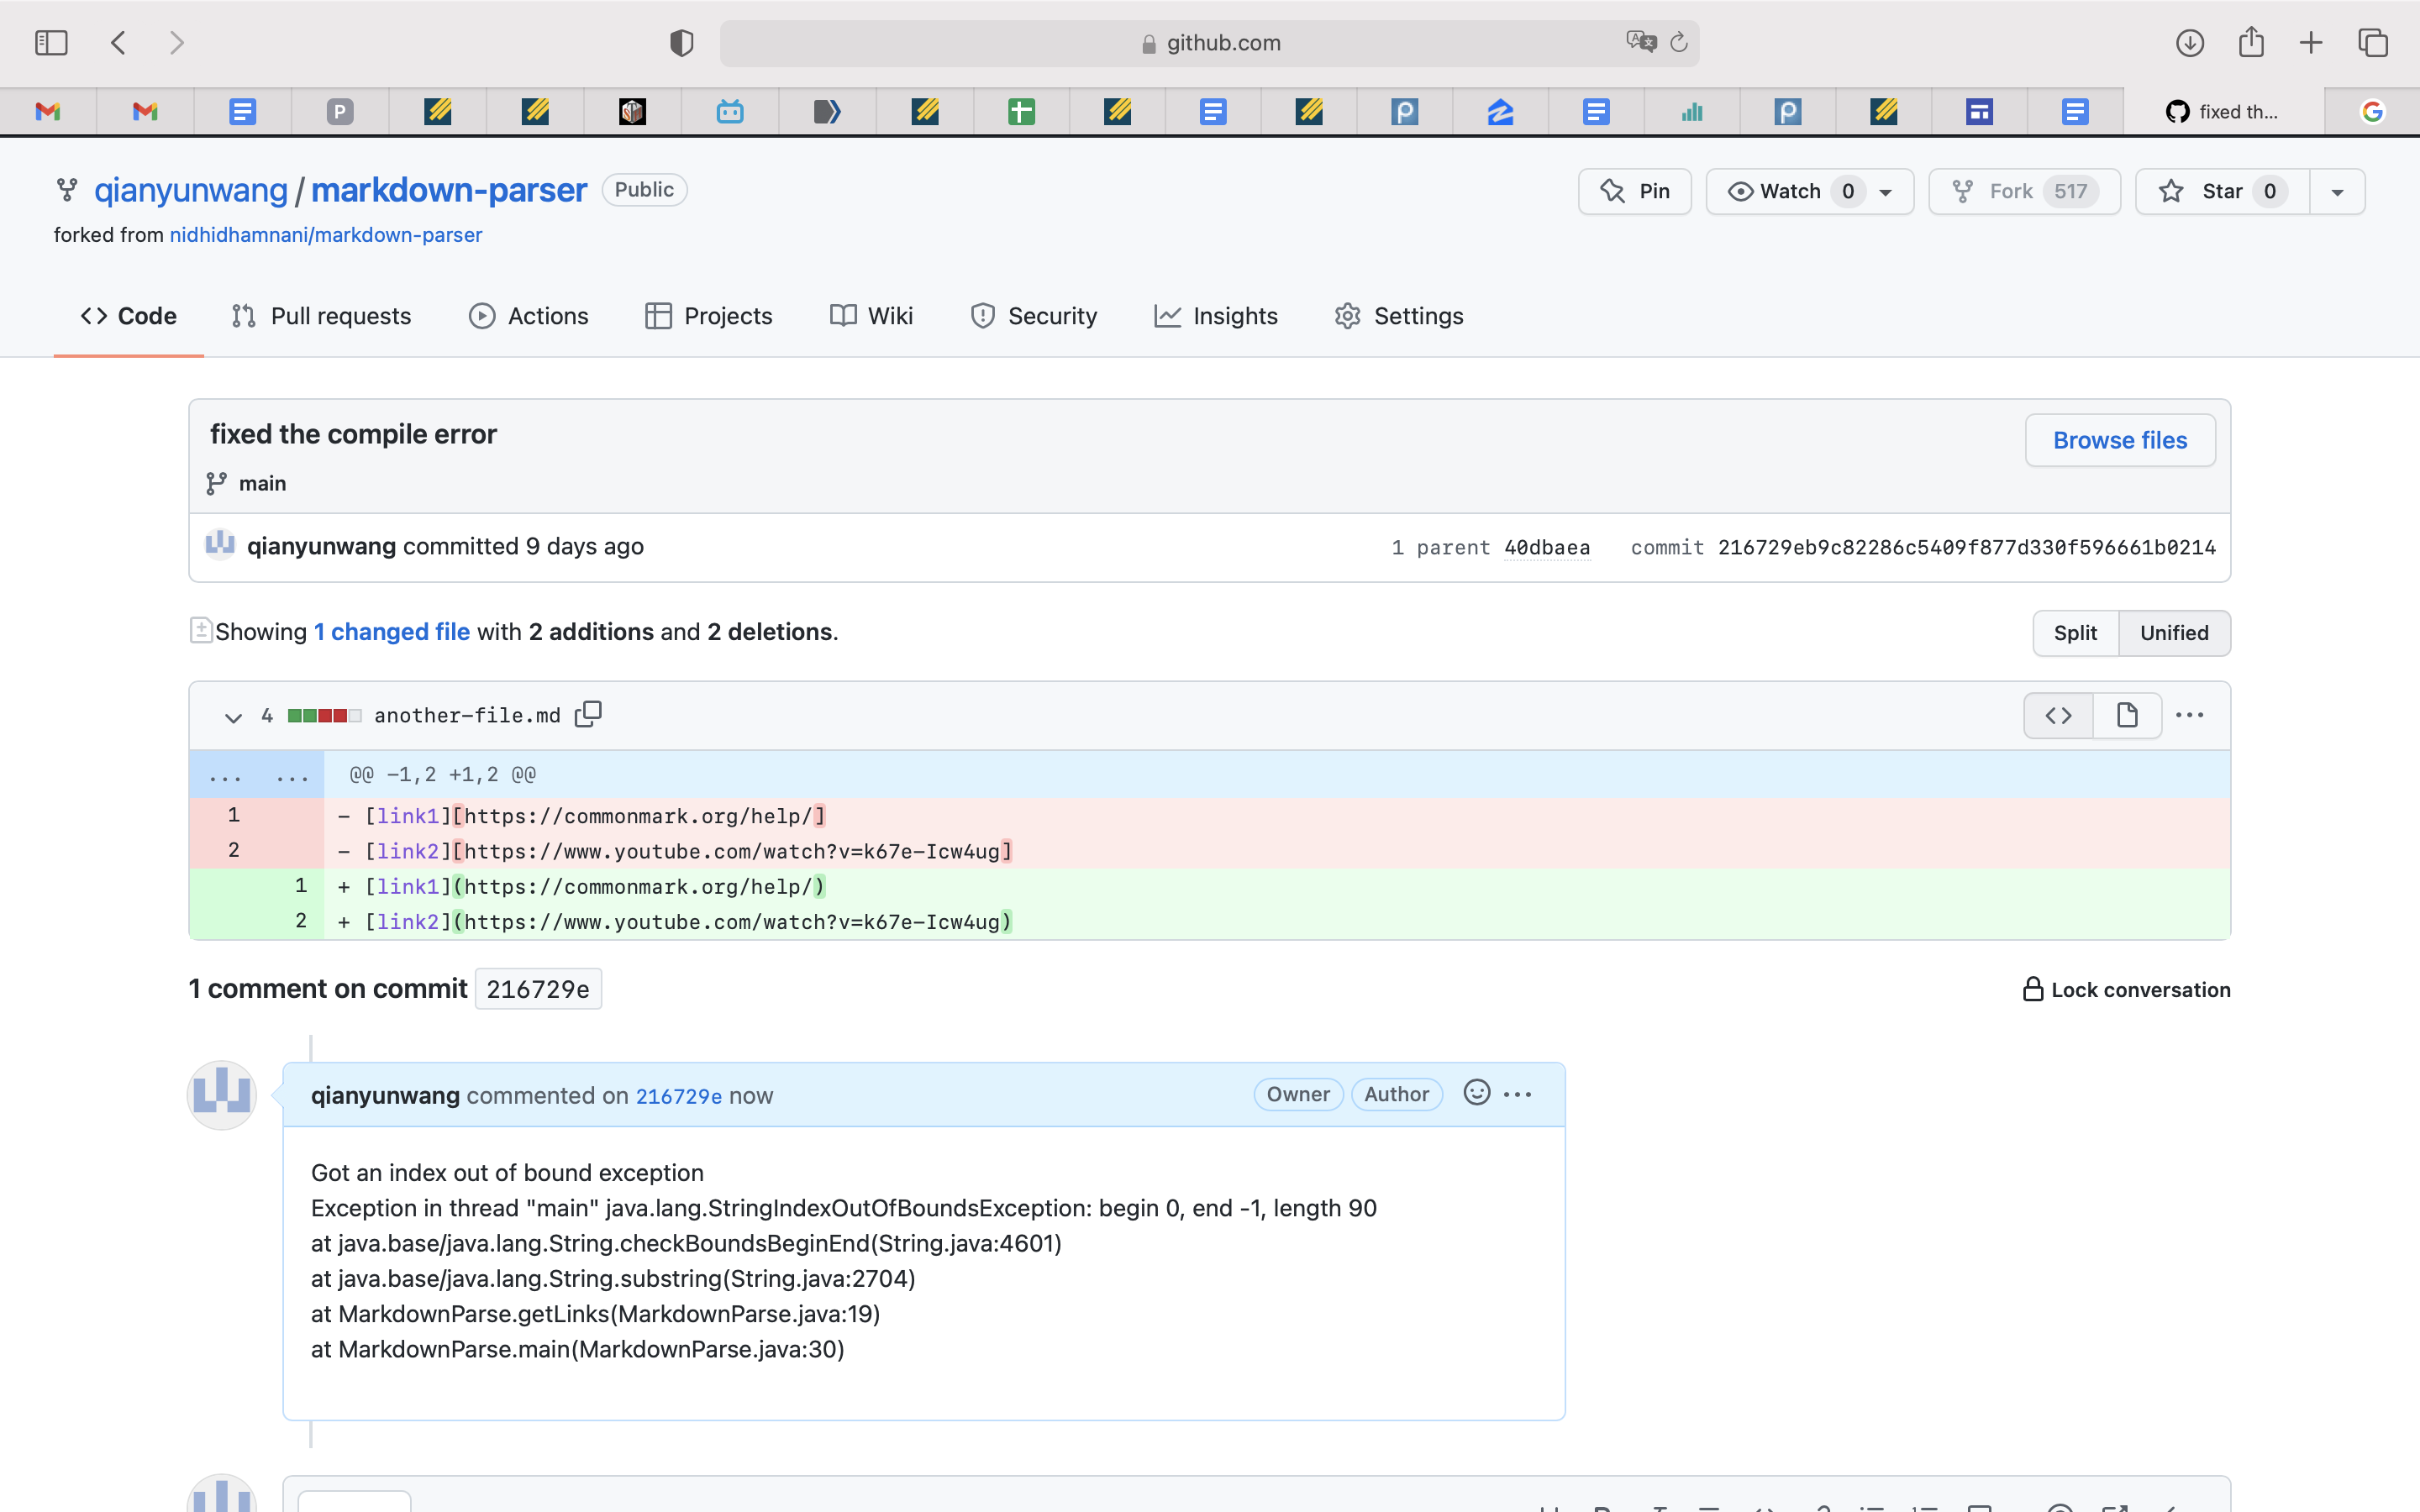 github.com
fixed th...
qianyunwang / markdown-parser Public
Pin Watch 0 Fork 517 Star 0
forked from nidhidhamnani/markdown-parser
Code Pull requests Actions Projects Wiki Security Insights Settings
fixed the compile error
Browse files
main
qianyunwang committed 9 days ago 1 parent 40dbaea commit 216729eb9c82286c5409f877d330f596661b0214
Showing 1 changed file with 2 additions and 2 deletions.
Split Unified
4 another-file.md
... ... @@ -1,2 +1,2 @@
1 - [link1][https://commonmark.org/help/]
2 - [link2][https://www.youtube.com/watch?v=k67e-Icw4ug]
1 + [link1](https://commonmark.org/help/)
2 + [link2](https://www.youtube.com/watch?v=k67e-Icw4ug)
1 comment on commit 216729e
Lock conversation
qianyunwang commented on 216729e now Owner Author
Got an index out of bound exception
Exception in thread "main" java.lang.StringIndexOutOfBoundsException: begin 0, end -1, length 90
at java.base/java.lang.String.checkBoundsBeginEnd(String.java:4601)
at java.base/java.lang.String.substring(String.java:2704)
at MarkdownParse.getLinks(MarkdownParse.java:19)
at MarkdownParse.main(MarkdownParse.java:30)